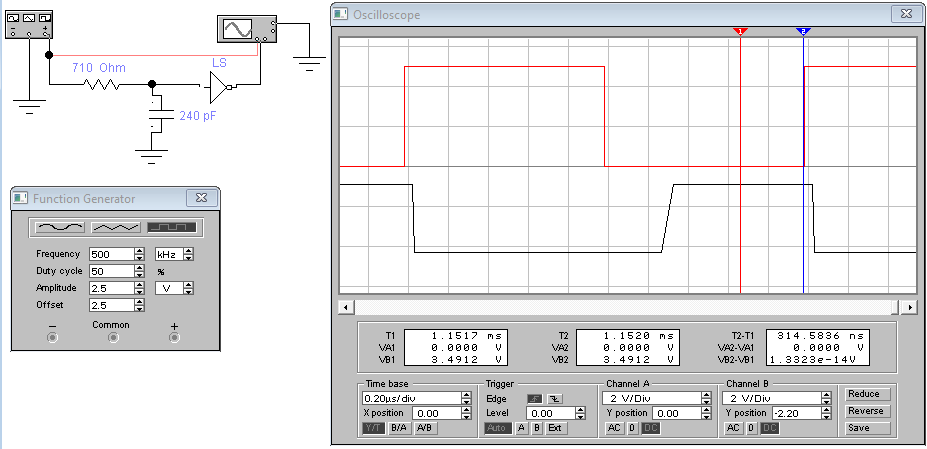 Oscilloscope
1
2
710 Ohm
LS
240 pF
Function Generator
Frequency 500 kHz
Duty cycle 50 %
Amplitude 2.5 V
Offset 2.5
− Common +
T1 1.1517 ms T2 1.1520 ms T2-T1 314.5836 ns
VA1 0.0000 V VA2 0.0000 V VA2-VA1 0.0000 V
VB1 3.4912 V VB2 3.4912 V VB2-VB1 1.3323e-14V
Time base Trigger Channel A Channel B
0.20µs/div Edge 2 V/Div 2 V/Div Reduce
X position 0.00 Level 0.00 Y position 0.00 Y position -2.20 Reverse
Y/T B/A A/B Auto A B Ext AC 0 DC AC 0 DC Save